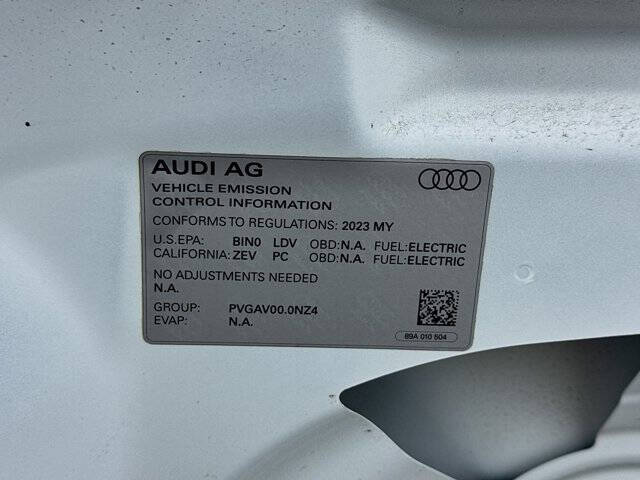 AUDI AG
VEHICLE EMISSION
CONTROL INFORMATION
CONFORMS TO REGULATIONS: 2023 MY
U.S.EPA: BIN0 LDV OBD:N.A. FUEL:ELECTRIC
CALIFORNIA: ZEV PC OBD:N.A. FUEL:ELECTRIC
NO ADJUSTMENTS NEEDED
N.A.
GROUP: PVGAV00.0NZ4
EVAP: N.A.
89A 010 504